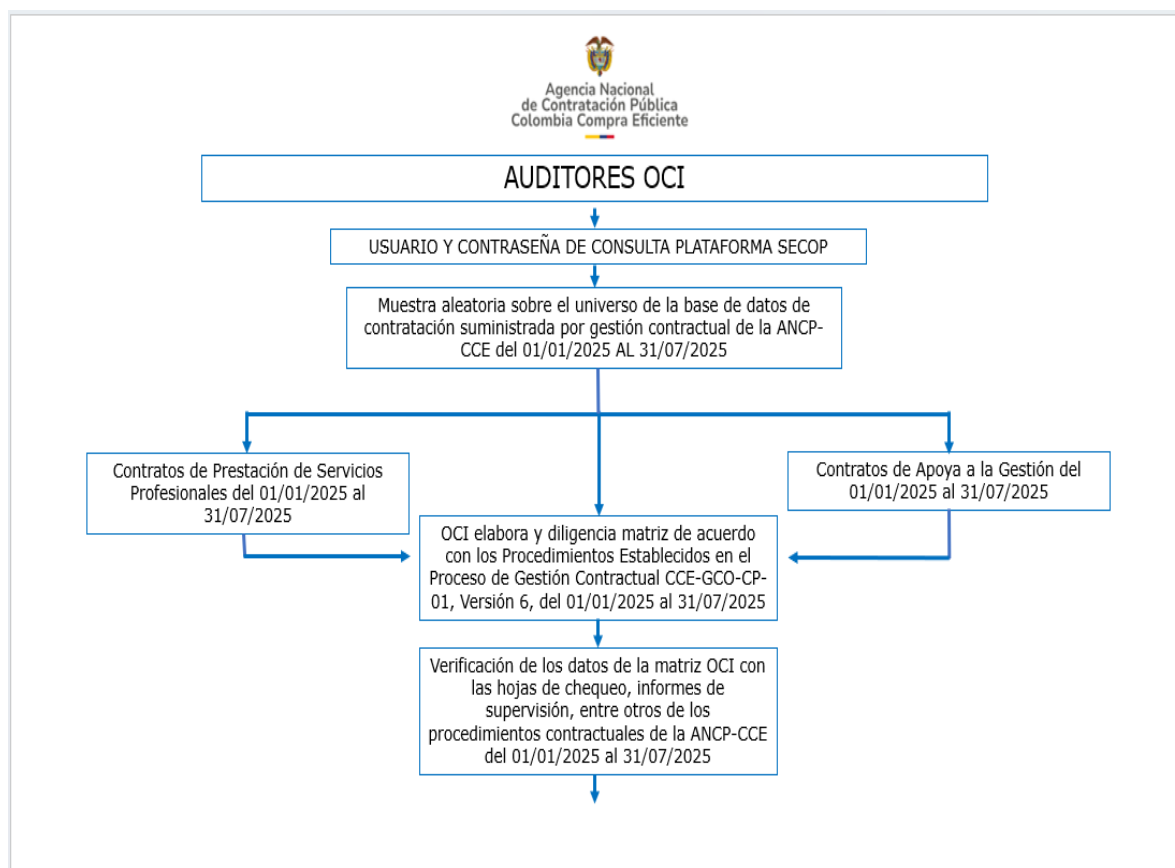 Agencia Nacional
de Contratación Pública
Colombia Compra Eficiente
AUDITORES OCI
USUARIO Y CONTRASEÑA DE CONSULTA PLATAFORMA SECOP
Muestra aleatoria sobre el universo de la base de datos de
contratación suministrada por gestión contractual de la ANCP-
CCE del 01/01/2025 AL 31/07/2025
Contratos de Prestación de Servicios
Profesionales del 01/01/2025 al
31/07/2025
Contratos de Apoya a la Gestión del
01/01/2025 al 31/07/2025
OCI elabora y diligencia matriz de acuerdo
con los Procedimientos Establecidos en el
Proceso de Gestión Contractual CCE-GCO-CP-
01, Versión 6, del 01/01/2025 al 31/07/2025
Verificación de los datos de la matriz OCI con
las hojas de chequeo, informes de
supervisión, entre otros de los
procedimientos contractuales de la ANCP-CCE
del 01/01/2025 al 31/07/2025